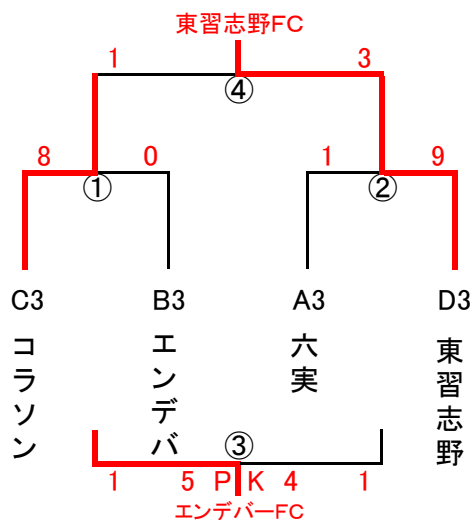 東習志野FC
1 3
④
8 0 1 9
① ②
C3 B3 A3 D3
コラソン
エンデバ
六実
東習志野
③
1 5 P K 4 1
エンデバーFC